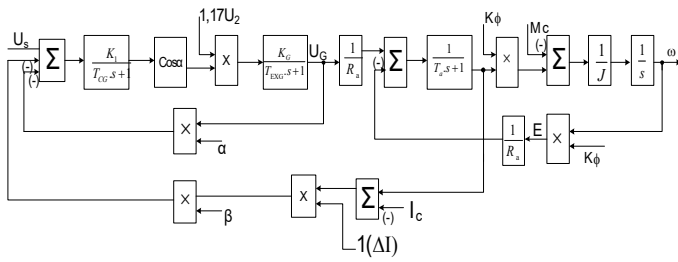 1,17U₂
Kϕ
Mc
(-)
Uₛ
Σ
K₁
T_CG.s+1
Cosα
×
K_G
T_EXG.s+1
U_G
1
Rₐ
(-)
Σ
1
Tₐ.s+1
×
Σ
1
J
1
s
ω
(-)
(-)
×
α
1
Rₐ
E
×
Kϕ
×
β
×
Σ
(-)
I_c
1(ΔI)